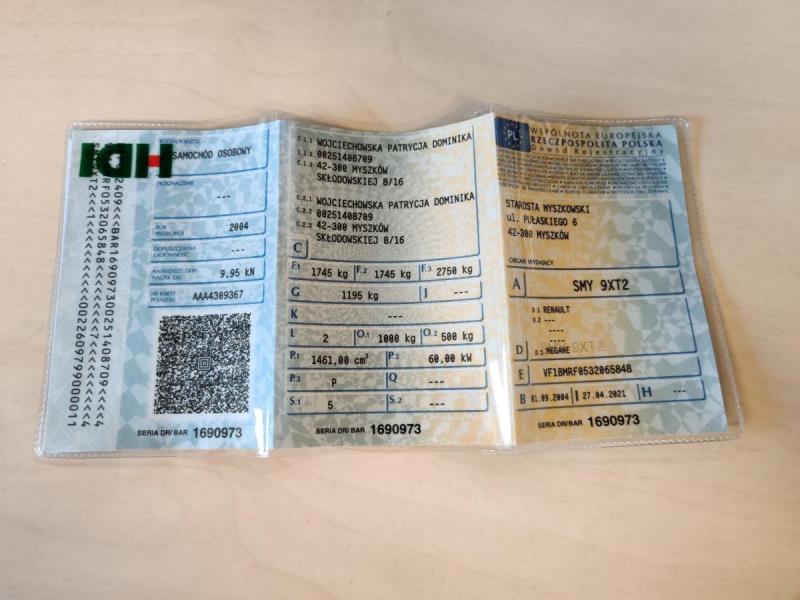 RODZAJ POJAZDU
SAMOCHÓD OSOBOWY
PRZEZNACZENIE
---
ROK PRODUKCJI
2004
DOPUSZCZALNA ŁADOWNOŚĆ
---
NAJWIĘKSZY DOP. NACISK OSI
9,95 kN
NR KARTY POJAZDU
AAA4309367
SERIA DR/BAR 1690973
C.1.1 WOJCIECHOWSKA PATRYCJA DOMINIKA
C.1.2 00251408709
C.1.3 42-300 MYSZKÓW
SKŁODOWSKIEJ 8/16
C.2.1 WOJCIECHOWSKA PATRYCJA DOMINIKA
C.2.2 00251408709
C.2.3 42-300 MYSZKÓW
SKŁODOWSKIEJ 8/16
C
F.1 1745 kg F.2 1745 kg F.3 2750 kg
G 1195 kg J ---
K ---
L 2 O.1 1000 kg O.2 500 kg
P.1 1461,00 cm³ P.2 60,00 kW
P.3 P Q ---
S.1 5 S.2 ---
SERIA DR/BAR 1690973
PL
WSPÓLNOTA EUROPEJSKA
RZECZPOSPOLITA POLSKA
Dowód Rejestracyjny
STAROSTA MYSZKOWSKI
ul. PUŁASKIEGO 6
42-300 MYSZKÓW
ORGAN WYDAJĄCY
A SMY 9XT2
D.1 RENAULT
D.2 ---
----
----
D D.3 MEGANE
E VF1BMRF0532065848
B 01.09.2004 I 27.04.2021 H ---
SERIA DR/BAR 1690973